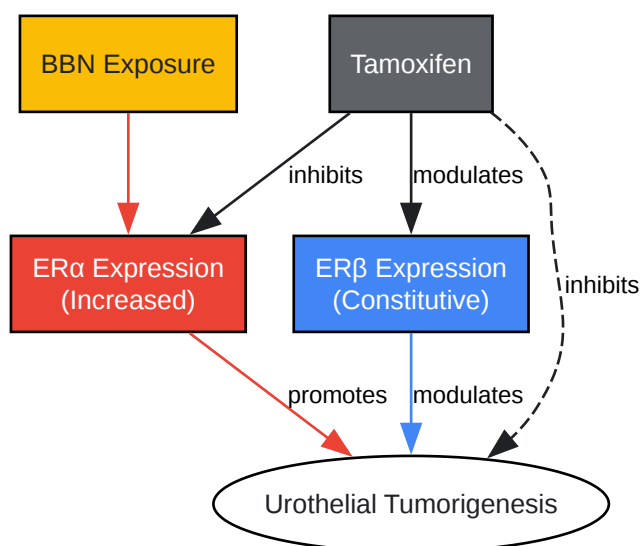 BBN Exposure
Tamoxifen
inhibits
modulates
ERα Expression
(Increased)
ERβ Expression
(Constitutive)
inhibits
promotes
modulates
Urothelial Tumorigenesis